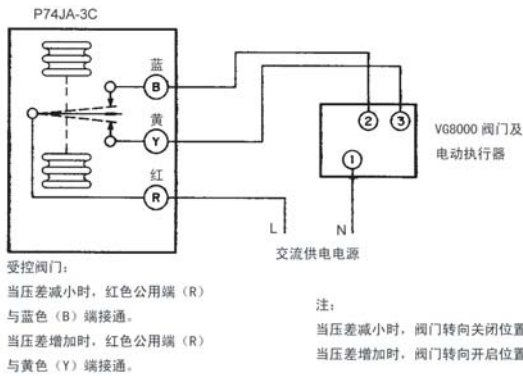 P74JA-3C
蓝
B
黄
Y
红
R
2
3
1
VG8000 阀门及
电动执行器
L
N
交流供电电源
受控阀门:
当压差减小时, 红色公用端 (R)
与蓝色 (B) 端接通。
当压差增加时, 红色公用端 (R)
与黄色 (Y) 端接通。
注:
当压差减小时, 阀门转向关闭位置
当压差增加时, 阀门转向开启位置